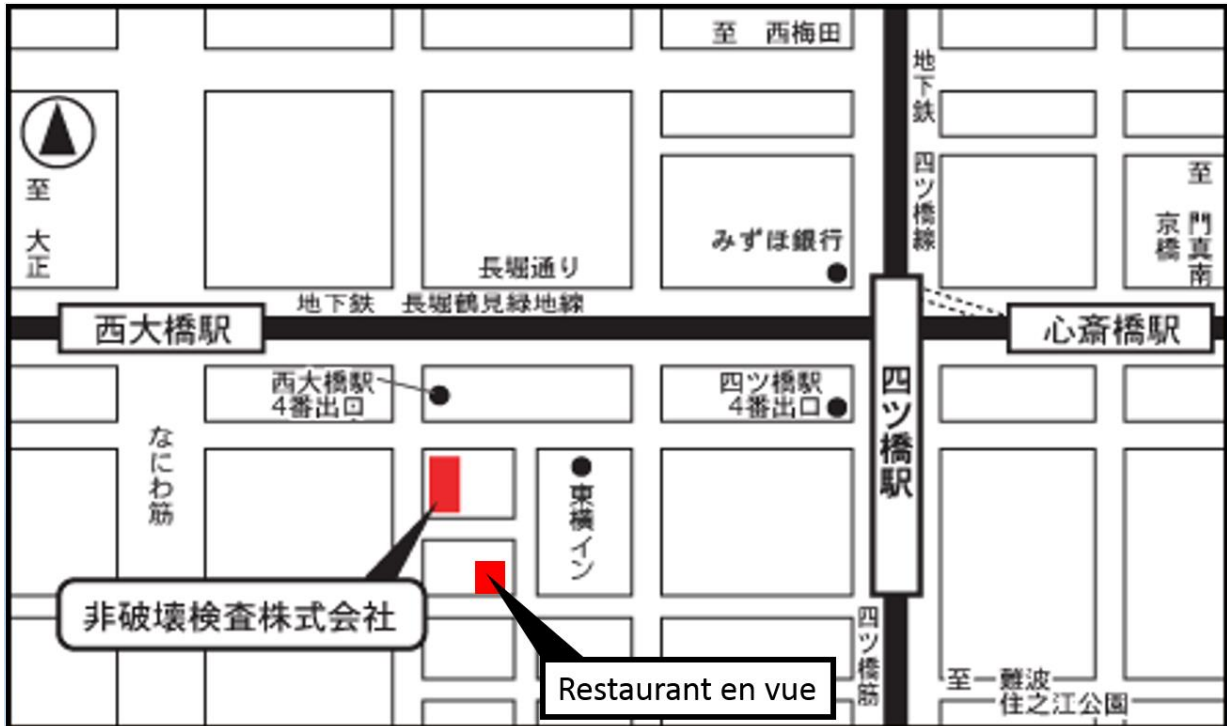 至 西梅田
地下鉄 四ツ橋線
至 大正
至 門真南
京橋
みずほ銀行
長堀通り
地下鉄 長堀鶴見緑地線
西大橋駅
心斎橋駅
四ツ橋駅
西大橋駅
4番出口
四ツ橋駅
4番出口
なにわ筋
東横イン
非破壊検査株式会社
四ツ橋筋
Restaurant en vue
至 難波
住之江公園